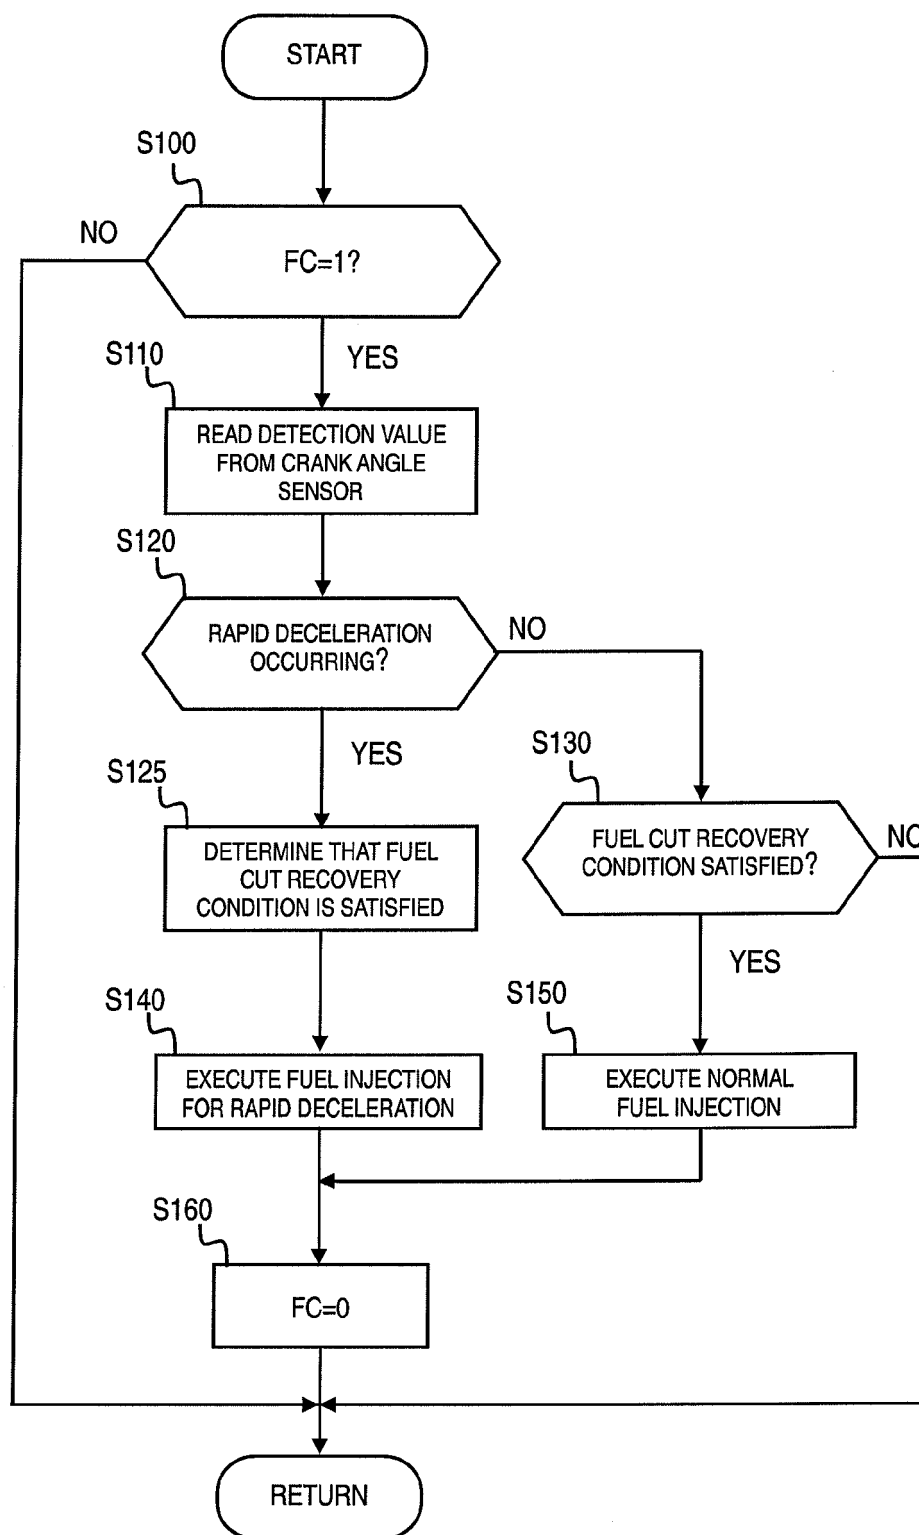 START
S100
NO
FC=1?
YES
S110
READ DETECTION VALUE
FROM CRANK ANGLE
SENSOR
S120
RAPID DECELERATION
OCCURRING?
NO
YES
S130
S125
FUEL CUT RECOVERY
CONDITION SATISFIED?
NO
DETERMINE THAT FUEL
CUT RECOVERY
CONDITION IS SATISFIED
YES
S140
S150
EXECUTE FUEL INJECTION
FOR RAPID DECELERATION
EXECUTE NORMAL
FUEL INJECTION
S160
FC=0
RETURN